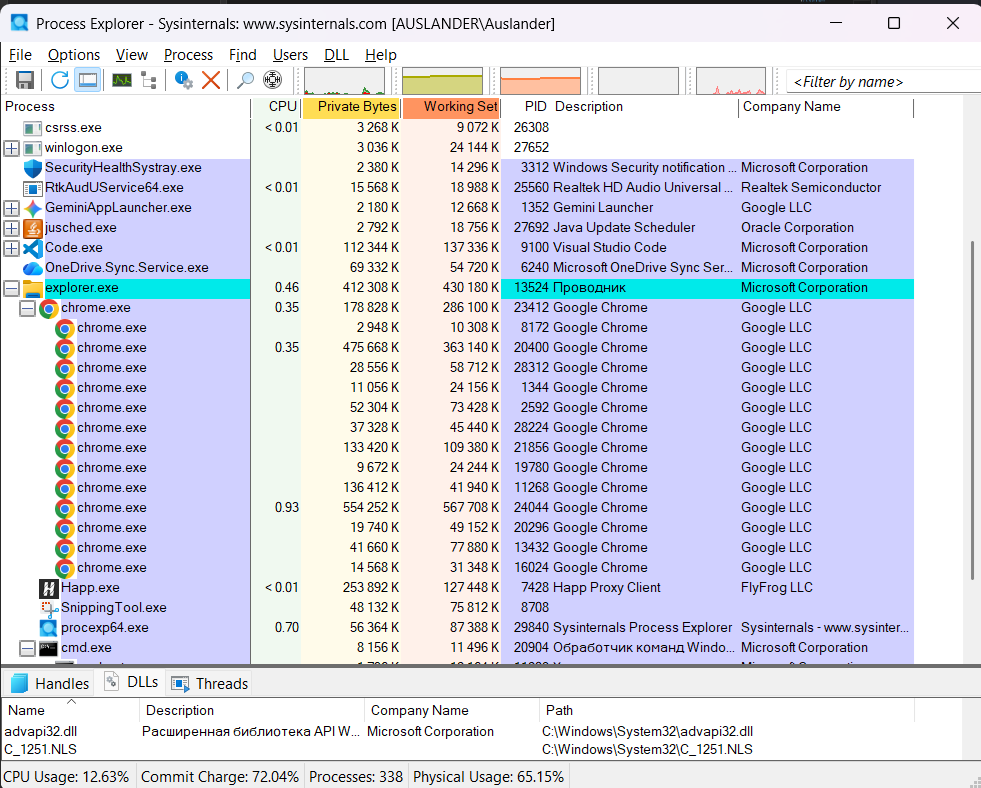 Process Explorer - Sysinternals: www.sysinternals.com [AUSLANDER\Auslander]
File Options View Process Find Users DLL Help
<Filter by name>
Process CPU Private Bytes Working Set PID Description Company Name
csrss.exe < 0.01 3 268 K 9 072 K 26308
winlogon.exe 3 036 K 24 144 K 27652
SecurityHealthSystray.exe 2 380 K 14 296 K 3312 Windows Security notification ... Microsoft Corporation
RtkAudUService64.exe < 0.01 15 568 K 18 988 K 25560 Realtek HD Audio Universal ... Realtek Semiconductor
GeminiAppLauncher.exe 2 180 K 12 668 K 1352 Gemini Launcher Google LLC
jusched.exe 2 792 K 18 756 K 27692 Java Update Scheduler Oracle Corporation
Code.exe < 0.01 112 344 K 137 336 K 9100 Visual Studio Code Microsoft Corporation
OneDrive.Sync.Service.exe 69 332 K 54 720 K 6240 Microsoft OneDrive Sync Ser... Microsoft Corporation
explorer.exe 0.46 412 308 K 430 180 K 13524 Проводник Microsoft Corporation
chrome.exe 0.35 178 828 K 286 100 K 23412 Google Chrome Google LLC
chrome.exe 2 948 K 10 308 K 8172 Google Chrome Google LLC
chrome.exe 0.35 475 668 K 363 140 K 20400 Google Chrome Google LLC
chrome.exe 28 556 K 58 712 K 28312 Google Chrome Google LLC
chrome.exe 11 056 K 24 156 K 1344 Google Chrome Google LLC
chrome.exe 52 304 K 73 428 K 2592 Google Chrome Google LLC
chrome.exe 37 328 K 45 440 K 28224 Google Chrome Google LLC
chrome.exe 133 420 K 109 380 K 21856 Google Chrome Google LLC
chrome.exe 9 672 K 24 244 K 19780 Google Chrome Google LLC
chrome.exe 136 412 K 41 940 K 11268 Google Chrome Google LLC
chrome.exe 0.93 554 252 K 567 708 K 24044 Google Chrome Google LLC
chrome.exe 19 740 K 49 152 K 20296 Google Chrome Google LLC
chrome.exe 41 660 K 77 880 K 13432 Google Chrome Google LLC
chrome.exe 14 568 K 31 348 K 16024 Google Chrome Google LLC
Happ.exe < 0.01 253 892 K 127 448 K 7428 Happ Proxy Client FlyFrog LLC
SnippingTool.exe 48 132 K 75 812 K 8708
procexp64.exe 0.70 56 364 K 87 388 K 29840 Sysinternals Process Explorer Sysinternals - www.sysinter...
cmd.exe 8 156 K 11 496 K 20904 Обработчик команд Windo... Microsoft Corporation
Handles DLLs Threads
Name Description Company Name Path
advapi32.dll Расширенная библиотека API W... Microsoft Corporation C:\Windows\System32\advapi32.dll
C_1251.NLS C:\Windows\System32\C_1251.NLS
CPU Usage: 12.63% Commit Charge: 72.04% Processes: 338 Physical Usage: 65.15%